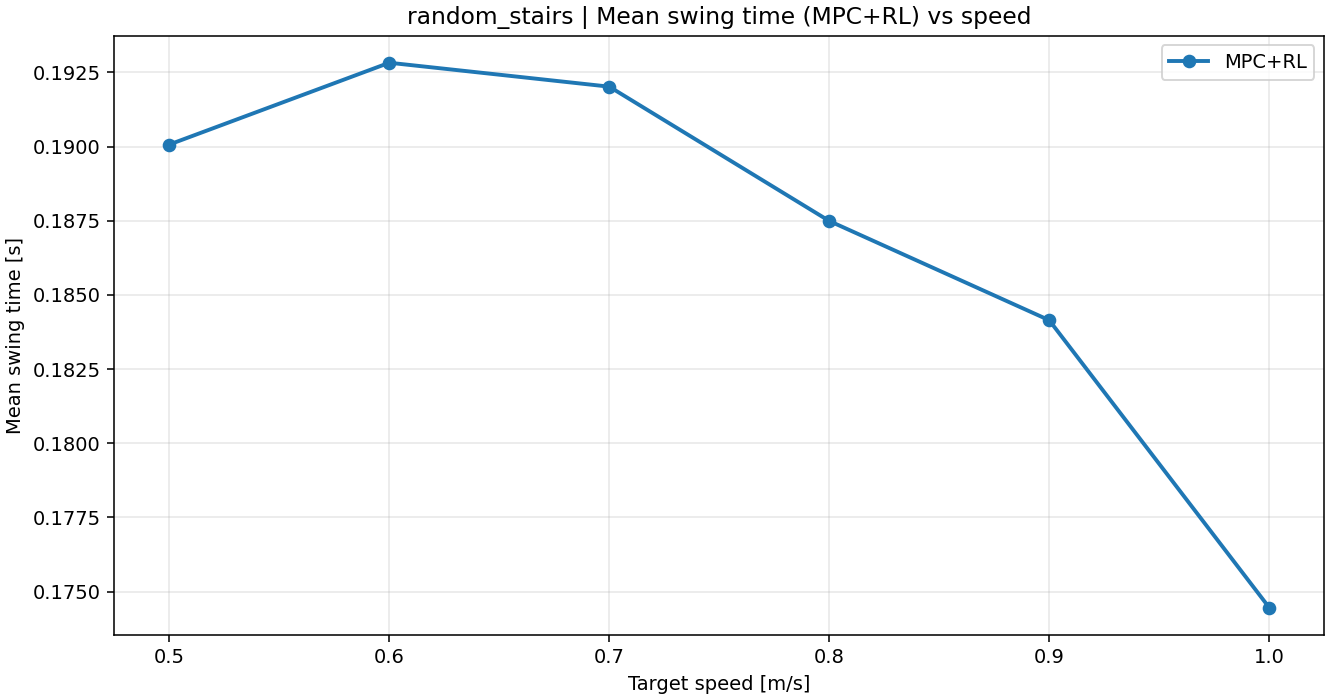 random_stairs | Mean swing time (MPC+RL) vs speed
MPC+RL
Mean swing time [s]
0.1925
0.1900
0.1875
0.1850
0.1825
0.1800
0.1775
0.1750
0.5 0.6 0.7 0.8 0.9 1.0
Target speed [m/s]